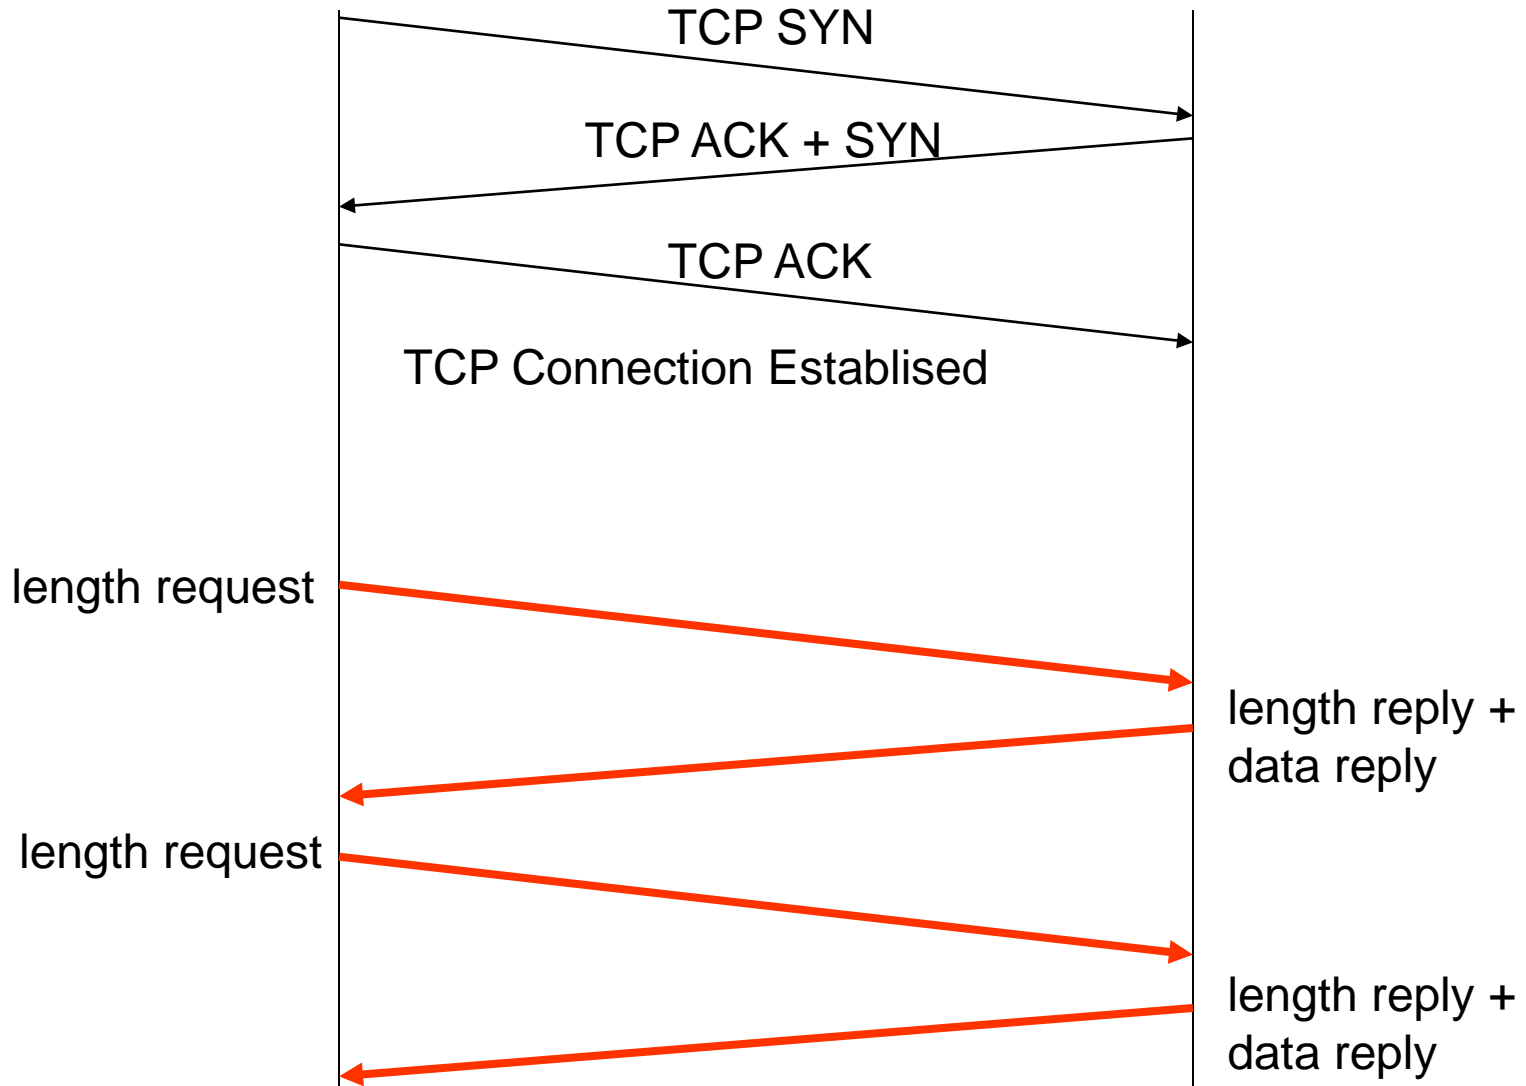 TCP SYN
TCP ACK + SYN
TCP ACK
TCP Connection Establised
length request
length reply +
data reply
length request
length reply +
data reply